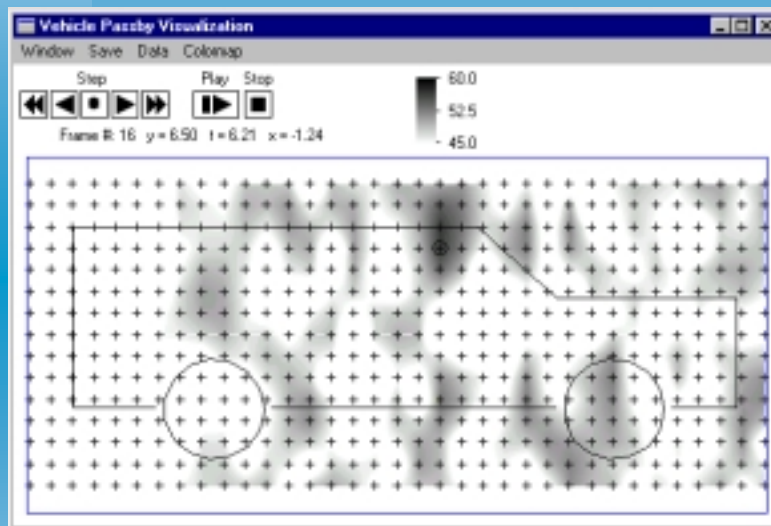 Vehicle Passby Visualization
Window Save Data Colormap
Step Play Stop
60.0
52.5
45.0
Frame #: 16 y = 6.50 t = 6.21 x = -1.24